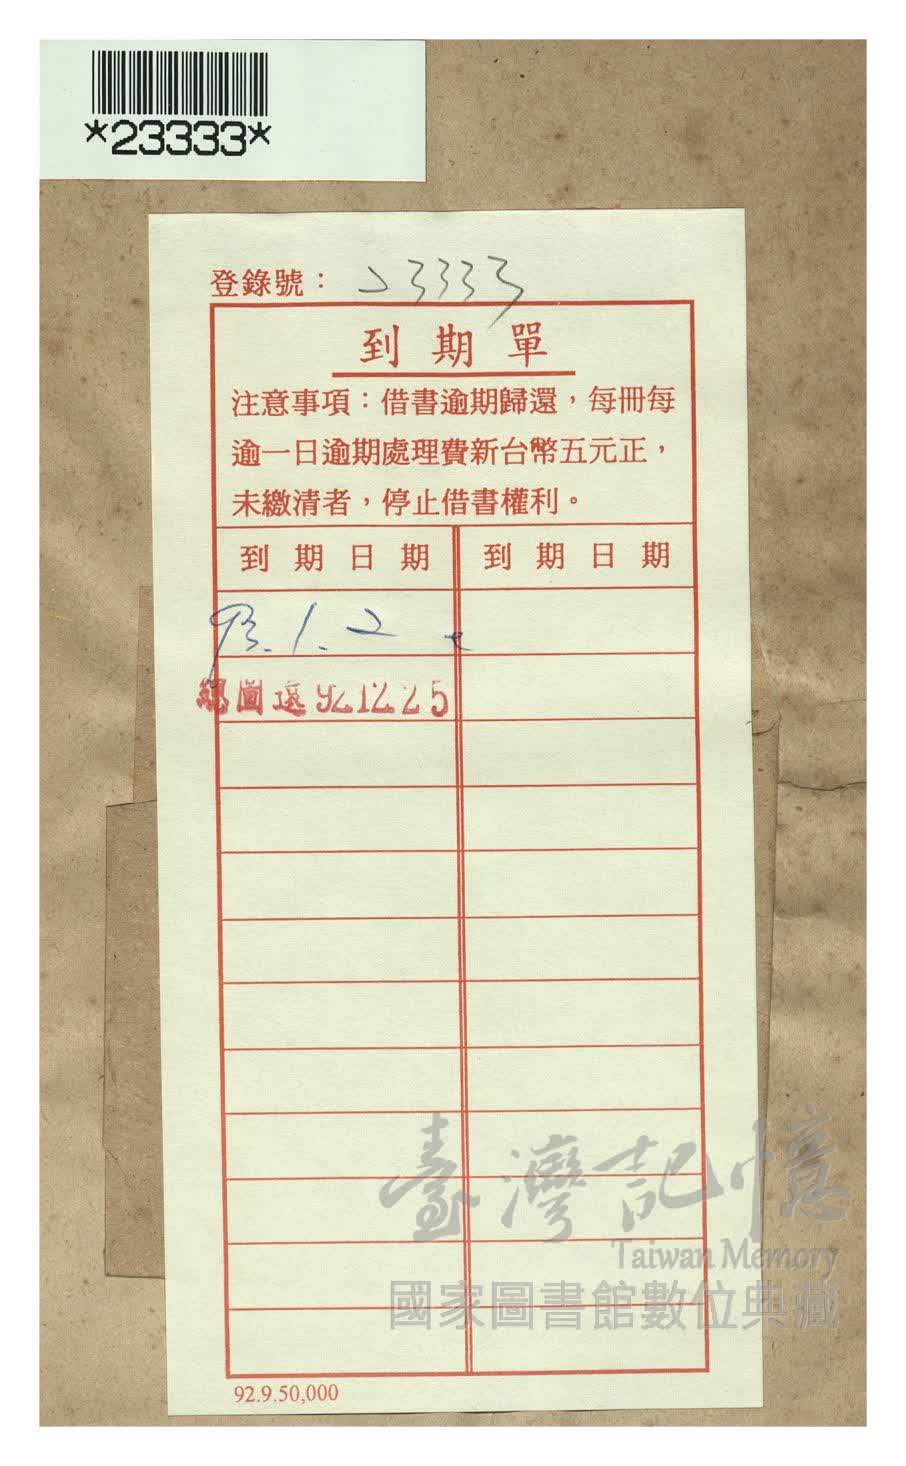 *23333*
登錄號： 23333
到期單
注意事項：借書逾期歸還，每冊每
逾一日逾期處理費新台幣五元正，
未繳清者，停止借書權利。
到期日期 到期日期
93.1.2
總圖還 92.12.25
臺灣記憶
Taiwan Memory
國家圖書館數位典藏
92.9.50,000